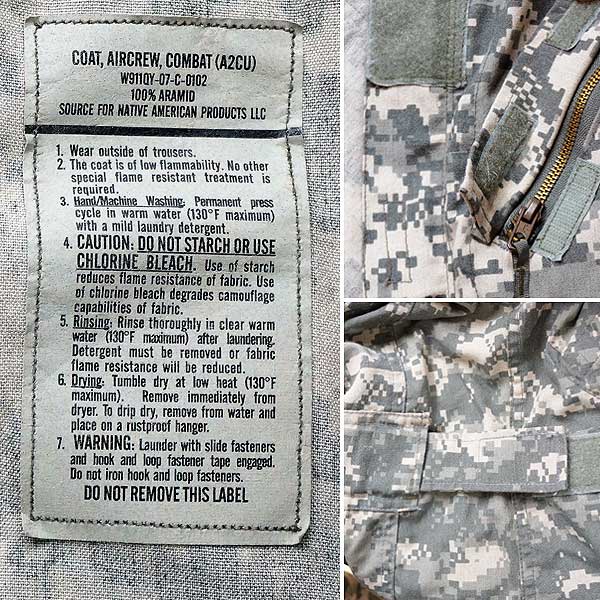 COAT, AIRCREW, COMBAT (A2CU)
W911QY-07-C-0102
100% ARAMID
SOURCE FOR NATIVE AMERICAN PRODUCTS LLC
1. Wear outside of trousers.
2. The coat is of low flammability. No other
special flame resistant treatment is
required.
3. Hand/Machine Washing: Permanent press
cycle in warm water (130°F maximum)
with a mild laundry detergent.
4. CAUTION: DO NOT STARCH OR USE
CHLORINE BLEACH. Use of starch
reduces flame resistance of fabric. Use
of chlorine bleach degrades camouflage
capabilities of fabric.
5. Rinsing: Rinse thoroughly in clear warm
water (130°F maximum) after laundering.
Detergent must be removed or fabric
flame resistance will be reduced.
6. Drying: Tumble dry at low heat (130°F
maximum). Remove immediately from
dryer. To drip dry, remove from water and
place on a rustproof hanger.
7. WARNING: Launder with slide fasteners
and hook and loop fastener tape engaged.
Do not iron hook and loop fasteners.
DO NOT REMOVE THIS LABEL